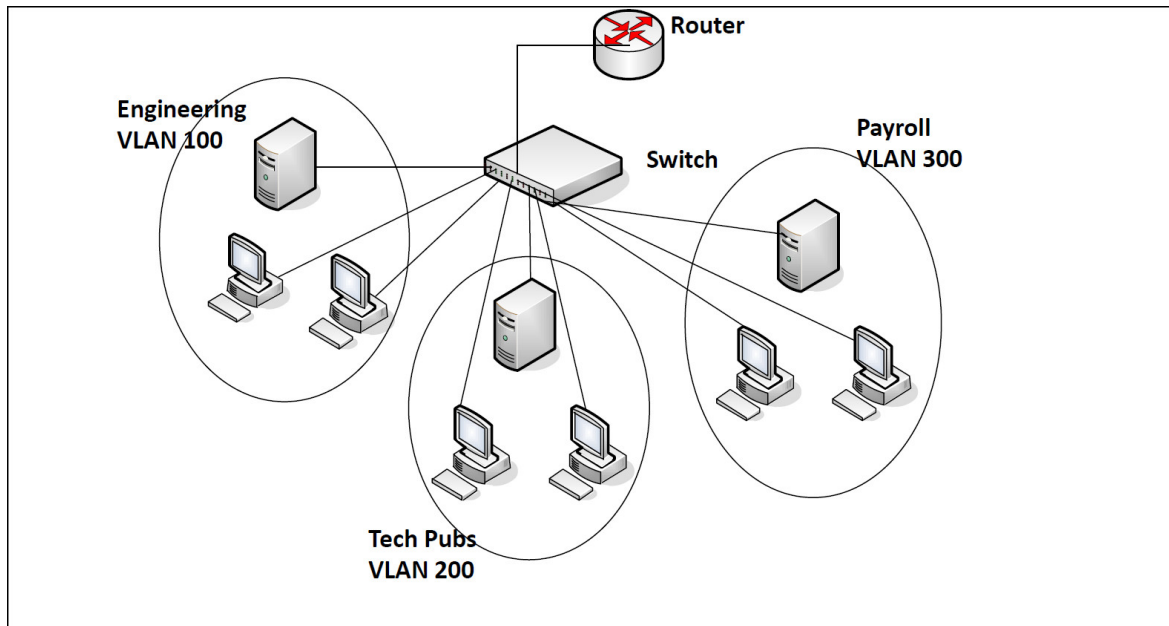 Router
Engineering
VLAN 100
Payroll
VLAN 300
Switch
Tech Pubs
VLAN 200